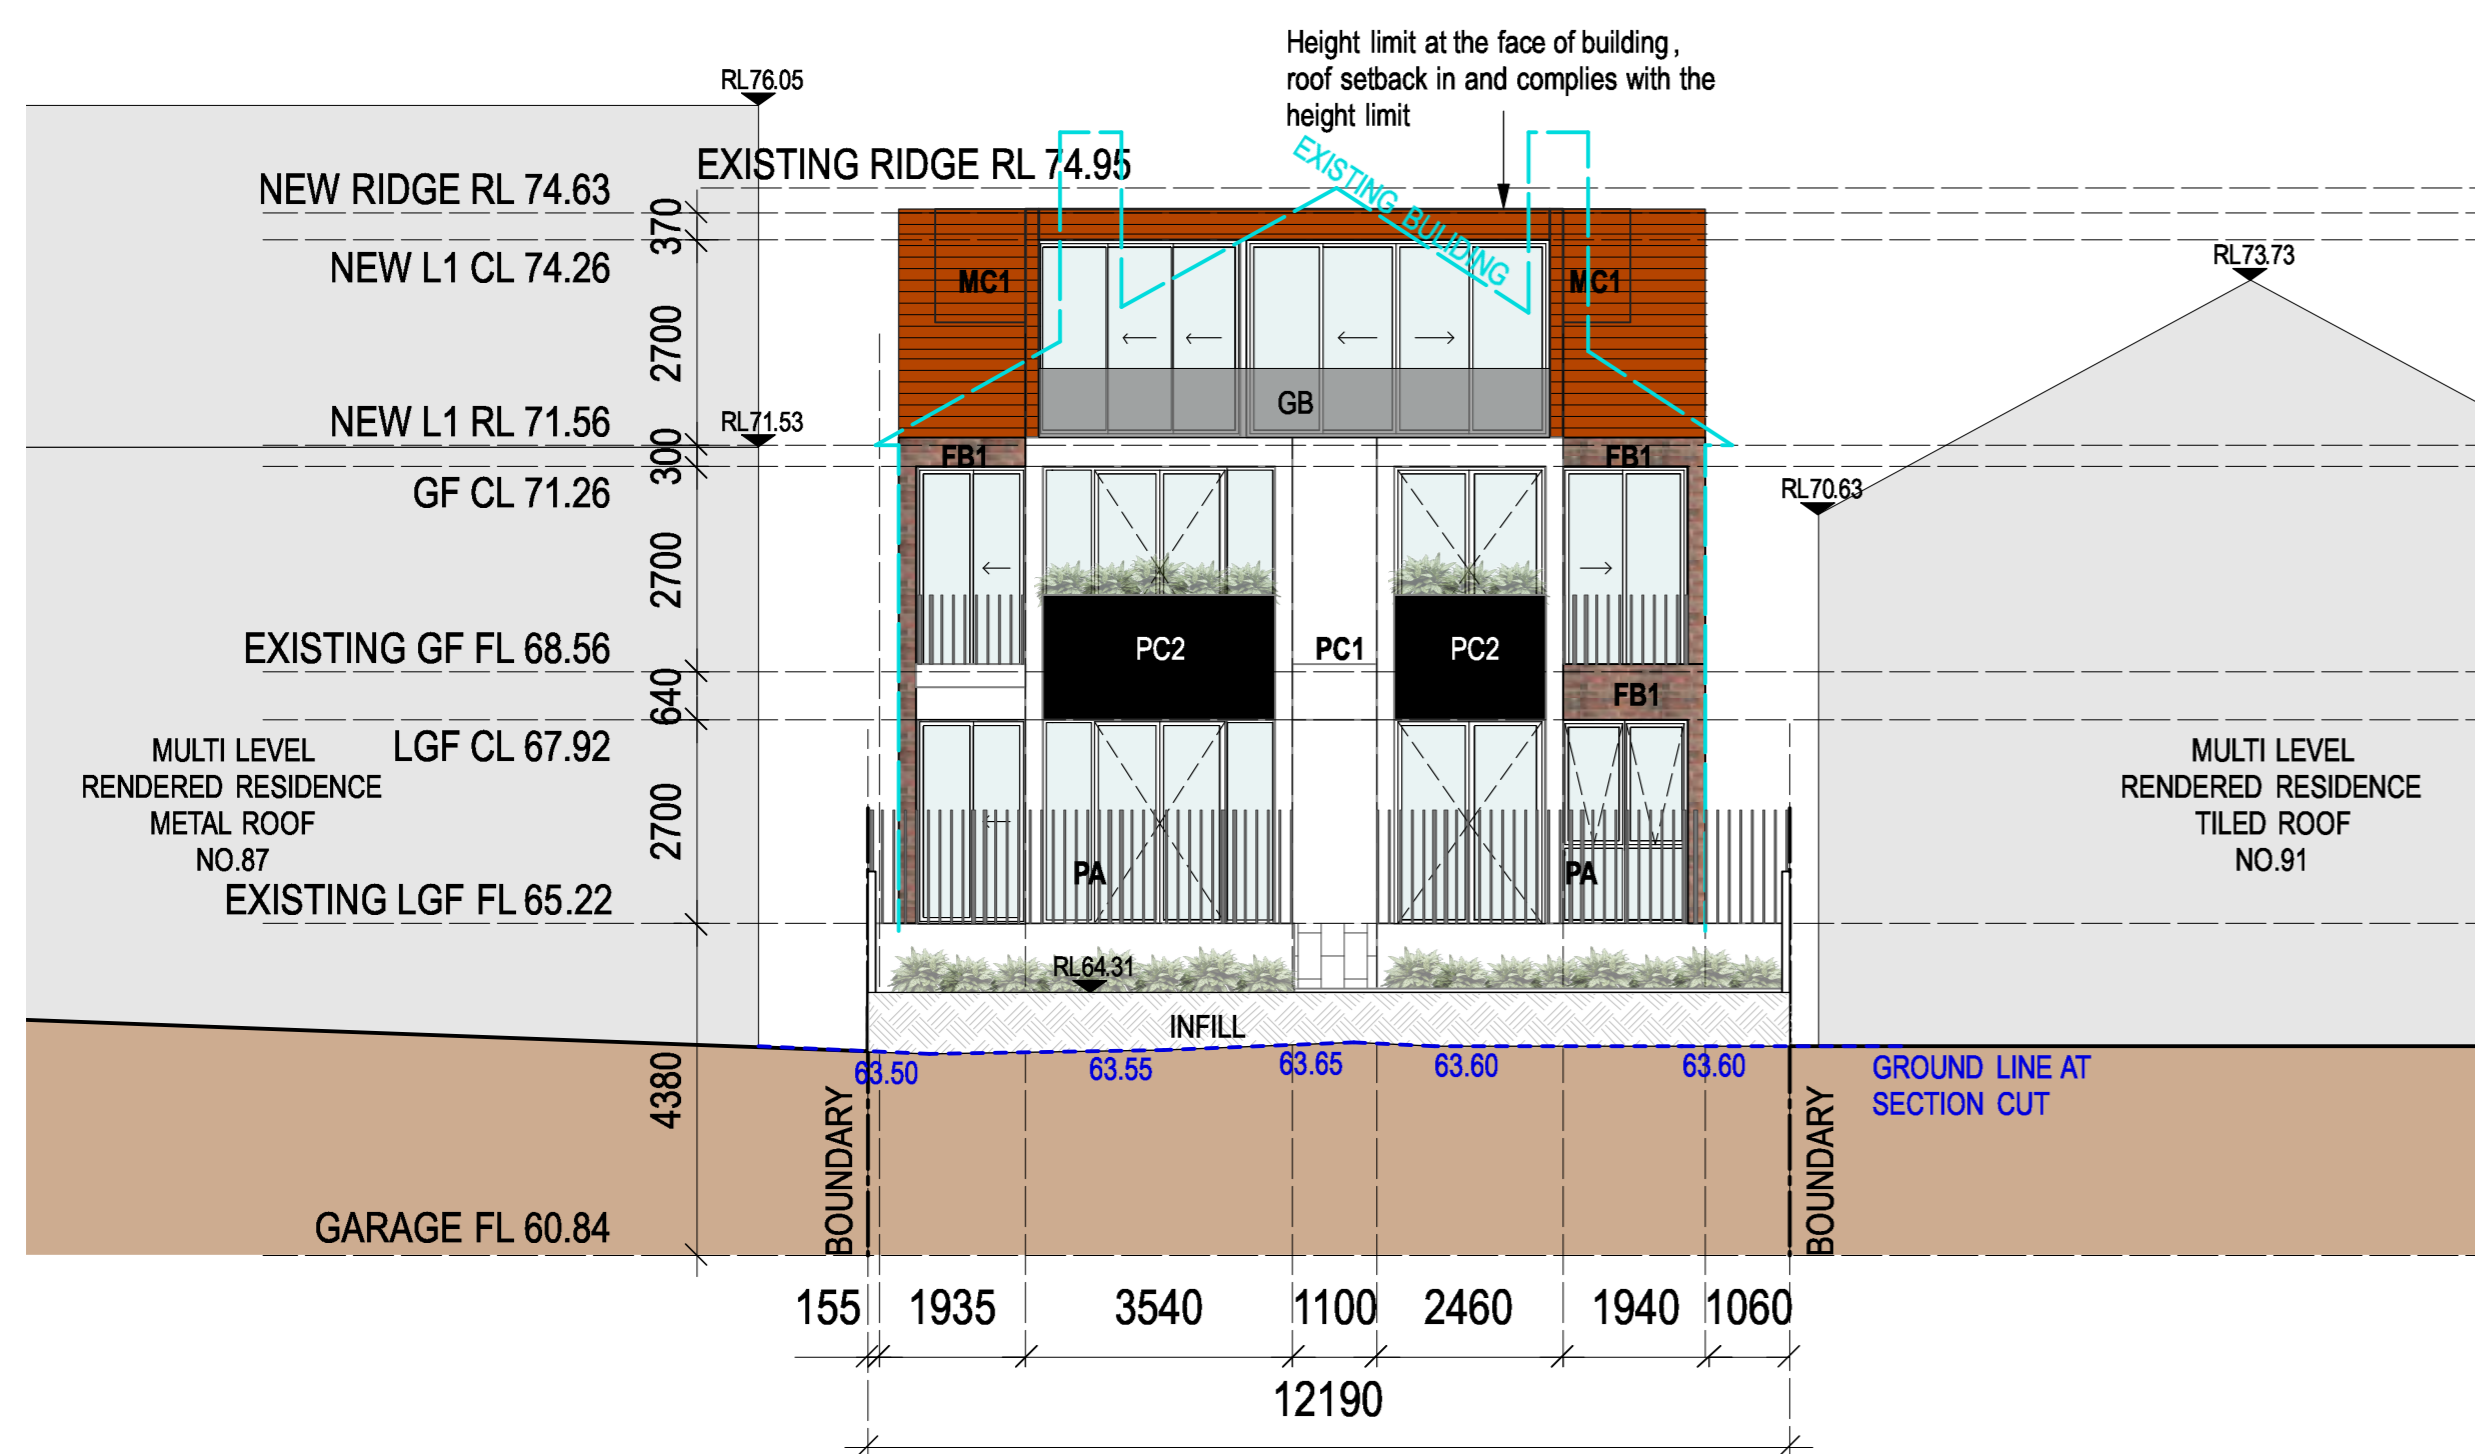 Height limit at the face of building,
roof setback in and complies with the
height limit
RL76.05
EXISTING RIDGE RL 74.95
NEW RIDGE RL 74.63
370
NEW L1 CL 74.26
EXISTING BULIDING
RL73.73
MC1
MC1
2700
GB
NEW L1 RL 71.56
RL71.53
300
FB1
FB1
GF CL 71.26
RL70.63
2700
EXISTING GF FL 68.56
PC2
PC1
PC2
640
FB1
LGF CL 67.92
MULTI LEVEL
RENDERED RESIDENCE
METAL ROOF
NO.87
MULTI LEVEL
RENDERED RESIDENCE
TILED ROOF
NO.91
2700
PA
PA
EXISTING LGF FL 65.22
RL64.31
INFILL
63.50
63.55
63.65
63.60
63.60
GROUND LINE AT
SECTION CUT
4380
BOUNDARY
BOUNDARY
GARAGE FL 60.84
155 1935 3540 1100 2460 1940 1060
12190